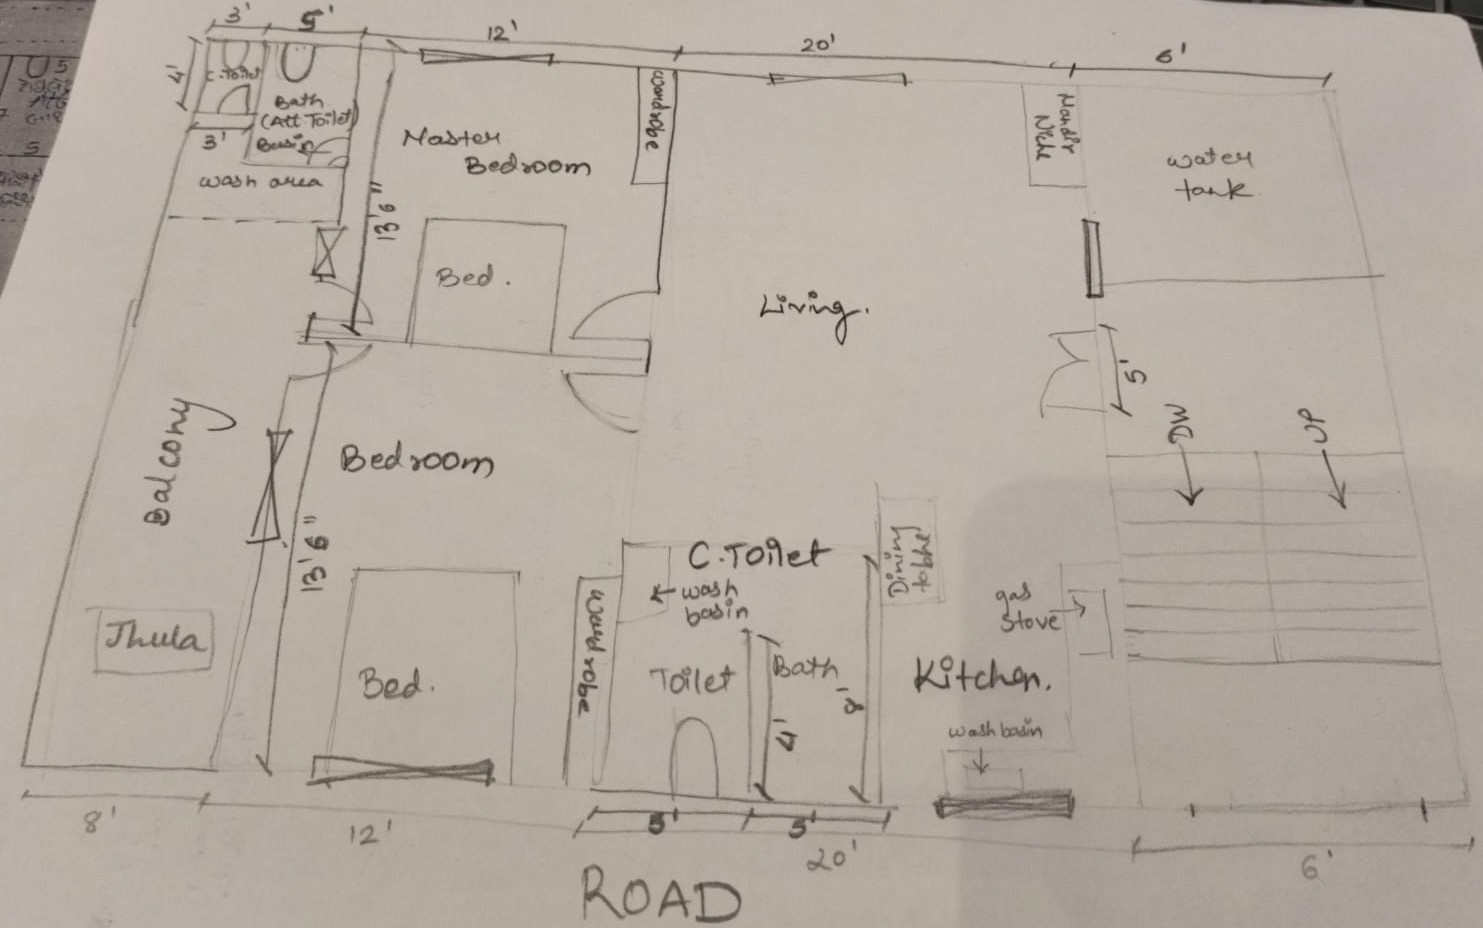 3'
5'
12'
20'
6'
4'
C.Toilet
Bath
(Att.Toilet)
Basin
3'
wash area
Master
Bedroom
wardrobe
13'6"
Bed.
Mandir
Niche
water
tank
Living.
5'
DW
UP
Balcony
Bedroom
13'6"
Jhula
Bed.
wardrobe
C.Toilet
wash
basin
Toilet
Bath
4'
8'
Dining
gas
stove
Kitchen.
wash basin
8'
12'
5'
5'
20'
6'
ROAD